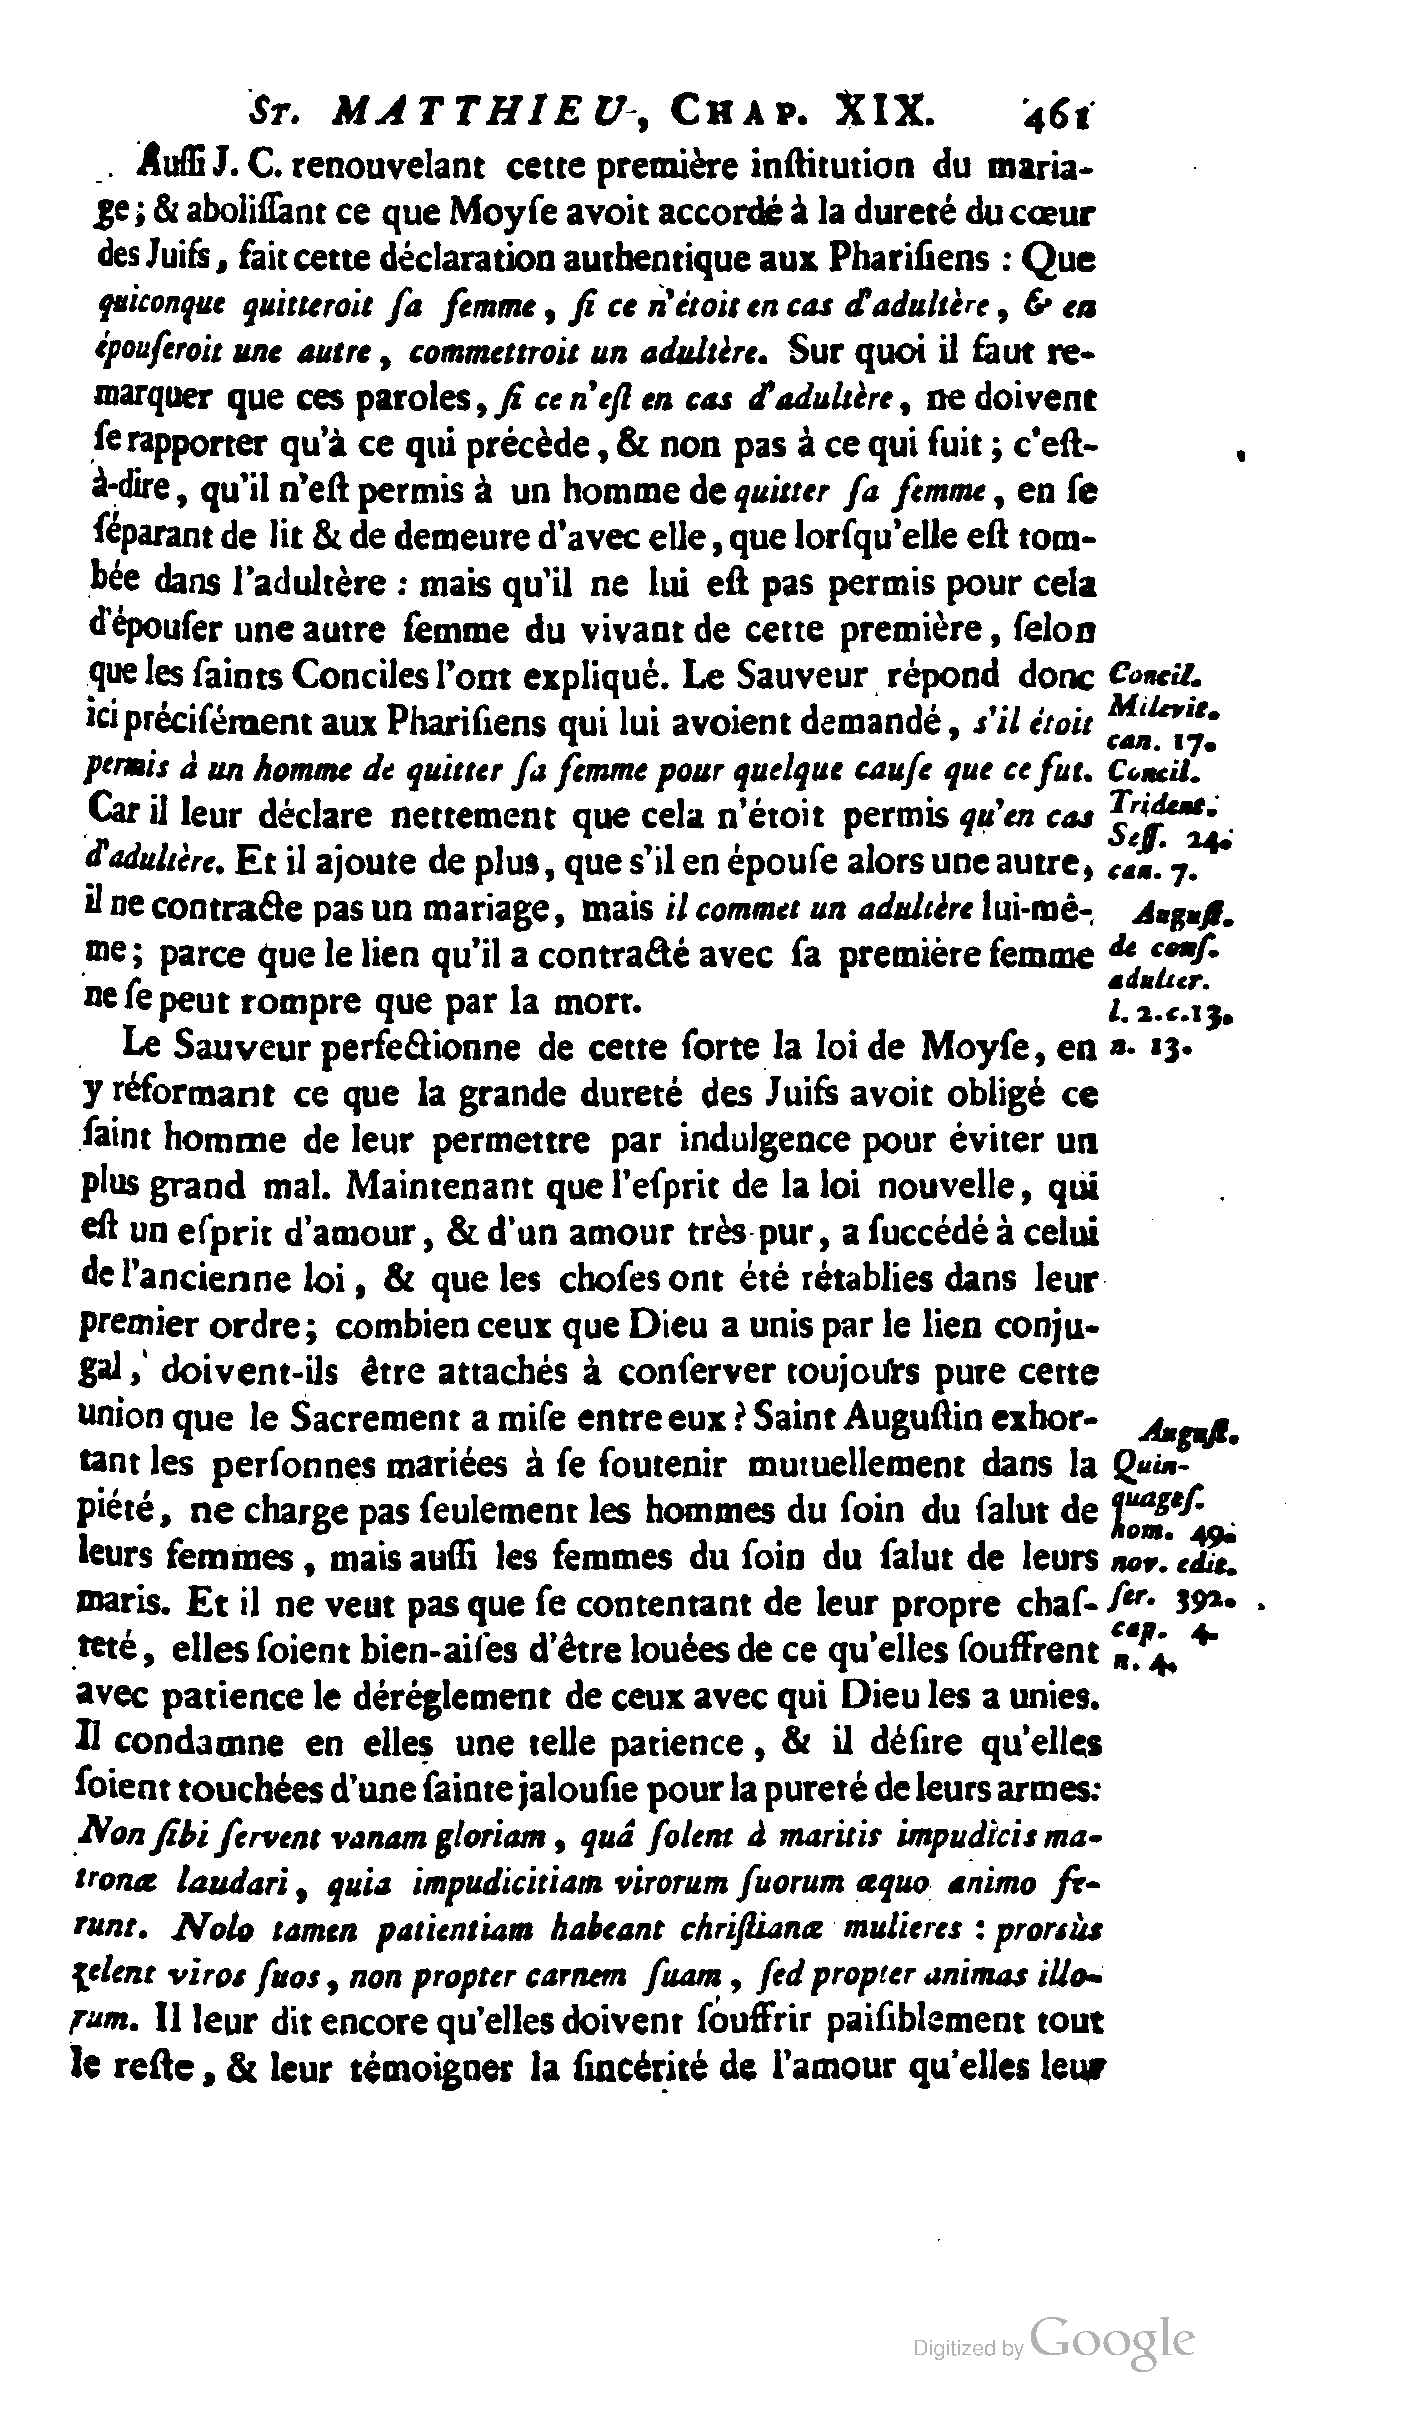 St. MATTHIEU, CHAP. XIX. 461
Auſſi J. C. renouvelant cette première inſtitution du maria-
ge; & aboliſſant ce que Moyſe avoit accordé à la dureté du cœur
des Juifs, fait cette déclaration authentique aux Phariſiens : Que
quiconque quitteroit ſa femme, ſi ce n'étoit en cas d'adultère, & en
épouſeroit une autre, commettroit un adultère. Sur quoi il faut re-
marquer que ces paroles, ſi ce n'eſt en cas d'adultère, ne doivent
ſe rapporter qu'à ce qui précède, & non pas à ce qui ſuit; c'eſt-
à-dire, qu'il n'eſt permis à un homme de quitter ſa femme, en ſe
ſéparant de lit & de demeure d'avec elle, que lorſqu'elle eſt tom-
bée dans l'adultère : mais qu'il ne lui eſt pas permis pour cela
d'épouſer une autre femme du vivant de cette première, ſelon
que les ſaints Conciles l'ont expliqué. Le Sauveur répond donc
ici préciſément aux Phariſiens qui lui avoient demandé, s'il étoit
permis à un homme de quitter ſa femme pour quelque cauſe que ce fut.
Car il leur déclare nettement que cela n'étoit permis qu'en cas
d'adultère. Et il ajoute de plus, que s'il en épouſe alors une autre,
il ne contracte pas un mariage, mais il commet un adultère lui-mê-
me; parce que le lien qu'il a contracté avec ſa première femme
ne ſe peut rompre que par la mort.
Concil.
Milevit.
can. 17.
Concil.
Trident.
Seſſ. 24.
can. 7.
Auguſt.
de conſ.
adulter.
l. 2. c. 13.
n. 13.
Le Sauveur perfectionne de cette ſorte la loi de Moyſe, en
y réformant ce que la grande dureté des Juifs avoit obligé ce
ſaint homme de leur permettre par indulgence pour éviter un
plus grand mal. Maintenant que l'eſprit de la loi nouvelle, qui
eſt un eſprit d'amour, & d'un amour très-pur, a ſuccédé à celui
de l'ancienne loi, & que les choſes ont été rétablies dans leur
premier ordre; combien ceux que Dieu a unis par le lien conju-
gal, doivent-ils être attachés à conſerver toujours pure cette
union que le Sacrement a miſe entre eux? Saint Auguſtin exhor-
tant les perſonnes mariées à ſe ſoutenir mutuellement dans la
piété, ne charge pas ſeulement les hommes du ſoin du ſalut de
leurs femmes, mais auſſi les femmes du ſoin du ſalut de leurs
maris. Et il ne veut pas que ſe contentant de leur propre chaſ-
teté, elles ſoient bien-aiſes d'être louées de ce qu'elles ſouffrent
avec patience le déréglement de ceux avec qui Dieu les a unies.
Il condamne en elles une telle patience, & il déſire qu'elles
ſoient touchées d'une ſainte jalouſie pour la pureté de leurs armes:
Non ſibi ſervent vanam gloriam, quâ ſolent à maritis impudicis ma-
tronæ laudari, quia impudicitiam virorum ſuorum æquo animo fe-
runt. Nolo tamen patientiam habeant chriſtianæ mulieres : prorsùs
zelent viros ſuos, non propter carnem ſuam, ſed propter animas illo-
rum. Il leur dit encore qu'elles doivent ſouffrir paiſiblement tout
le reſte, & leur témoigner la ſincérité de l'amour qu'elles leur
Auguſt.
Quin-
quageſ.
hom. 49.
nov. edit.
ſer. 392.
cap. 4.
n. 4.
Digitized by Google